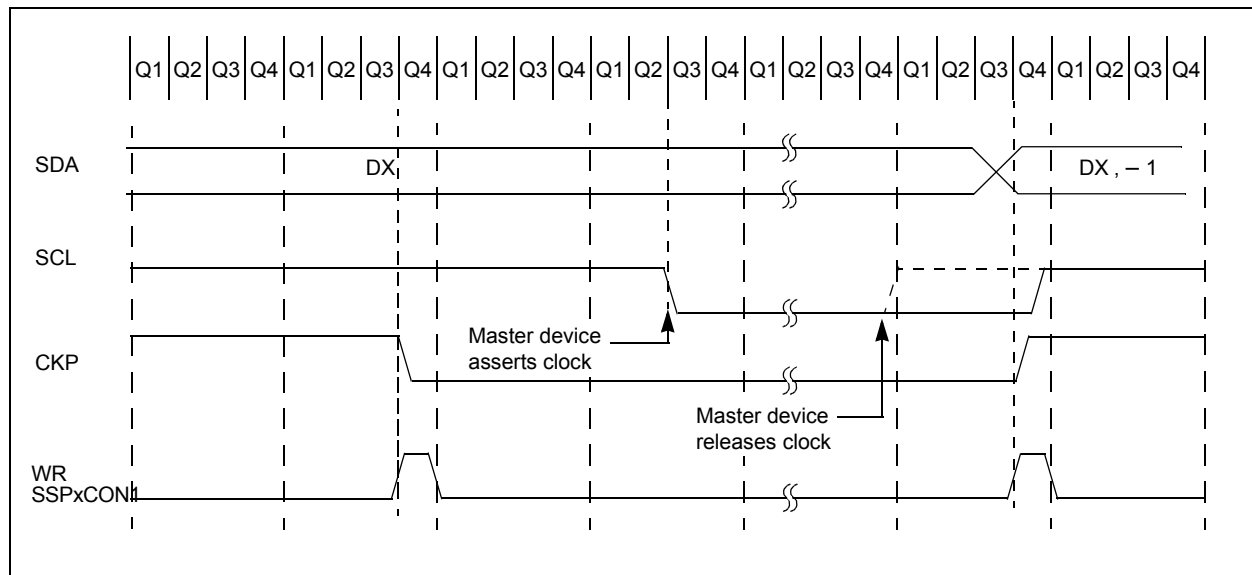 Q1 Q2 Q3 Q4 Q1 Q2 Q3 Q4 Q1 Q2 Q3 Q4 Q1 Q2 Q3 Q4 Q1 Q2 Q3 Q4 Q1 Q2 Q3 Q4 Q1 Q2 Q3 Q4
SDA
DX
DX , – 1
SCL
Master device
asserts clock
CKP
Master device
releases clock
WR
SSPxCON1